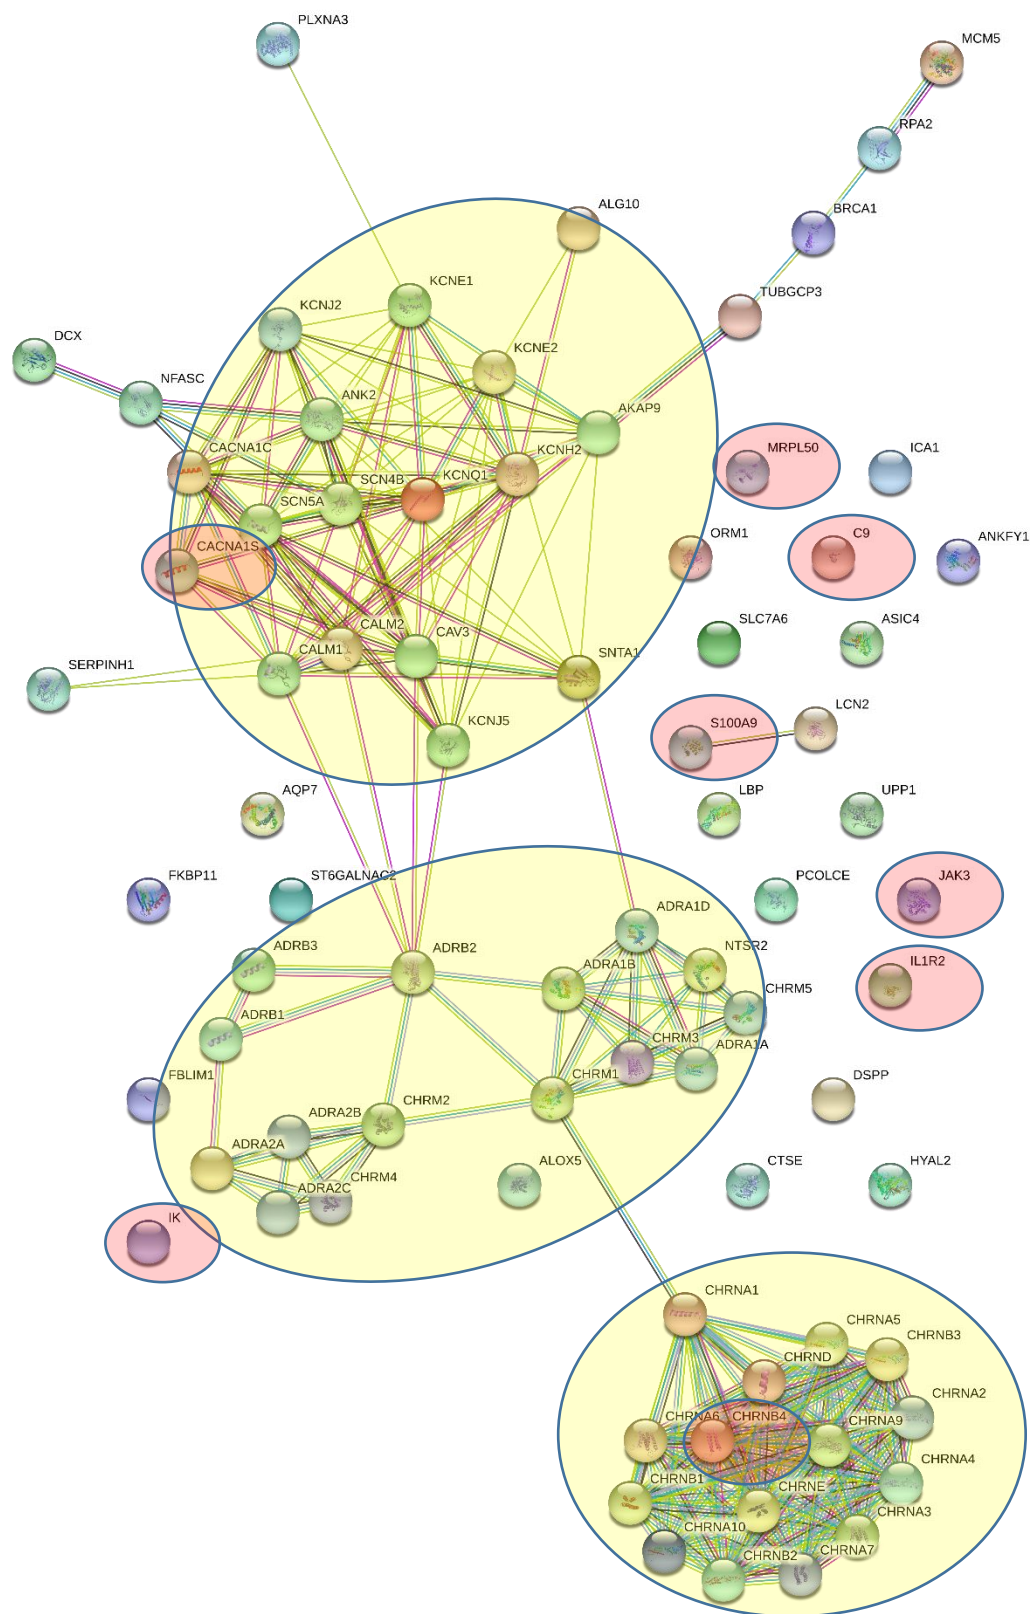 PLXNA3
MCM5
RPA2
ALG10
BRCA1
KCNE1
TUBGCP3
KCNJ2
DCX
KCNE2
NFASC
ANK2
AKAP9
CACNA1C
KCNH2
MRPL50
ICA1
SCN4B
KCNQ1
SCN5A
ORM1
C9
ANKFY1
CACNA1S
SLC7A6
ASIC4
CALM2
CAV3
CALM1
SNTA1
SERPINH1
LCN2
S100A9
KCNJ5
AQP7
LBP
UPP1
FKBP11
ST6GALNAC2
PCOLCE
JAK3
ADRA1D
ADRB3
ADRB2
NTSR2
ADRA1B
IL1R2
CHRM5
ADRB1
CHRM3
ADRA1A
FBLIM1
CHRM1
DSPP
CHRM2
ADRA2B
ADRA2A
ALOX5
CTSE
HYAL2
CHRM4
ADRA2C
IK
CHRNA1
CHRNA5
CHRNB3
CHRND
CHRNA2
CHRNA6
CHRNB4
CHRNA9
CHRNA4
CHRNB1
CHRNE
CHRNA3
CHRNA10
CHRNB2
CHRNA7